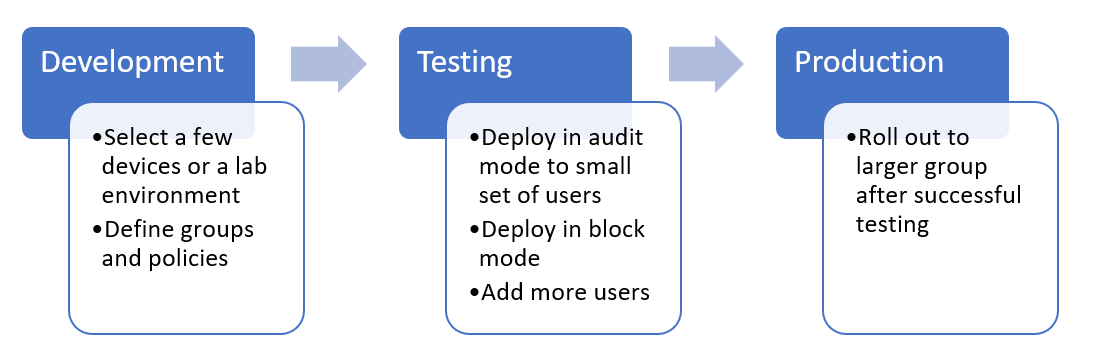 Development
•Select a few
devices or a lab
environment
•Define groups
and policies
Testing
•Deploy in audit
mode to small
set of users
•Deploy in block
mode
•Add more users
Production
•Roll out to
larger group
after successful
testing